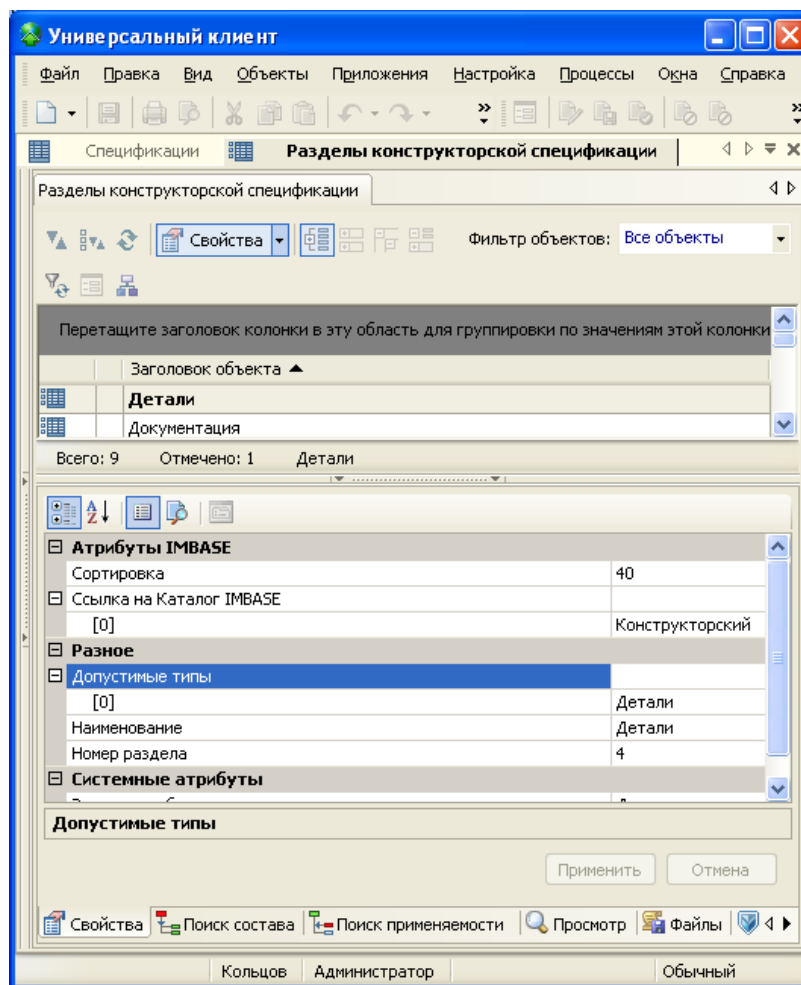 Универсальный клиент
Файл Правка Вид Объекты Приложения Настройка Процессы Окна Справка
Спецификации Разделы конструкторской спецификации
Разделы конструкторской спецификации
Свойства Фильтр объектов: Все объекты
Перетащите заголовок колонки в эту область для группировки по значениям этой колонки
Заголовок объекта
Детали
Документация
Всего: 9 Отмечено: 1 Детали
Атрибуты IMBASE
Сортировка 40
Ссылка на Каталог IMBASE
[0] Конструкторский
Разное
Допустимые типы
[0] Детали
Наименование Детали
Номер раздела 4
Системные атрибуты
Допустимые типы
Применить Отмена
Свойства Поиск состава Поиск применяемости Просмотр Файлы
Кольцов Администратор Обычный